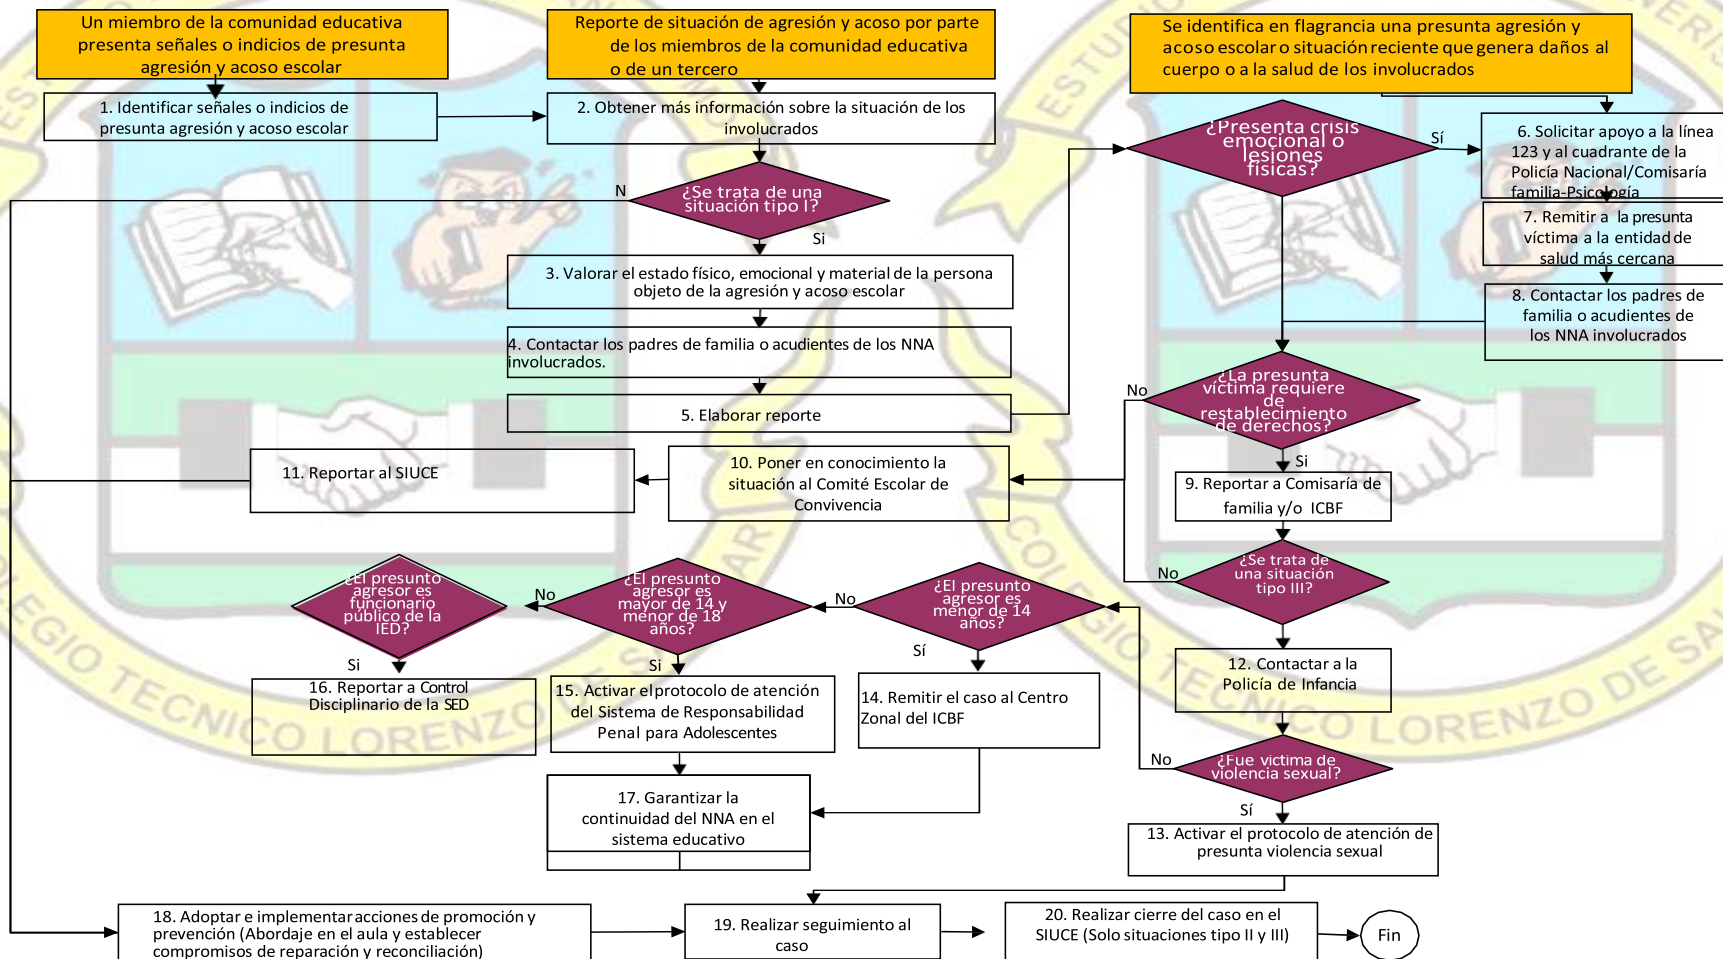 Un miembro de la comunidad educativa
presenta señales o indicios de presunta
agresión y acoso escolar
Reporte de situación de agresión y acoso por parte
de los miembros de la comunidad educativa
o de un tercero
Se identifica en flagrancia una presunta agresión y
acoso escolar o situación reciente que genera daños al
cuerpo o a la salud de los involucrados
1. Identificar señales o indicios de
presunta agresión y acoso escolar
2. Obtener más información sobre la situación de los
involucrados
¿Presenta crisis
emocional o
lesiones
físicas?
Sí
6. Solicitar apoyo a la línea
123 y al cuadrante de la
Policía Nacional/Comisaría
familia-Psicología
N
¿Se trata de una
situación tipo I?
Si
7. Remitir a la presunta
víctima a la entidad de
salud más cercana
3. Valorar el estado físico, emocional y material de la persona
objeto de la agresión y acoso escolar
8. Contactar los padres de
familia o acudientes de
los NNA involucrados
4. Contactar los padres de familia o acudientes de los NNA
involucrados.
5. Elaborar reporte
No
¿La presunta
víctima requiere
de
restablecimiento
de derechos?
Si
11. Reportar al SIUCE
10. Poner en conocimiento la
situación al Comité Escolar de
Convivencia
9. Reportar a Comisaría de
familia y/o ICBF
No
¿Se trata de
una situación
tipo III?
¿El presunto
agresor es
funcionario
público de la
IED?
No
¿El presunto
agresor es
mayor de 14 y
menor de 18
años?
No
¿El presunto
agresor es
menor de 14
años?
Si
Si
Sí
12. Contactar a la
Policía de Infancia
16. Reportar a Control
Disciplinario de la SED
15. Activar el protocolo de atención
del Sistema de Responsabilidad
Penal para Adolescentes
14. Remitir el caso al Centro
Zonal del ICBF
No
¿Fue victima de
violencia sexual?
Sí
17. Garantizar la
continuidad del NNA en el
sistema educativo
13. Activar el protocolo de atención de
presunta violencia sexual
18. Adoptar e implementar acciones de promoción y
prevención (Abordaje en el aula y establecer
compromisos de reparación y reconciliación)
19. Realizar seguimiento al
caso
20. Realizar cierre del caso en el
SIUCE (Solo situaciones tipo II y III)
Fin
COLEGIO TECNICO LORENZO DE
COLEGIO TECNICO LORENZO DE